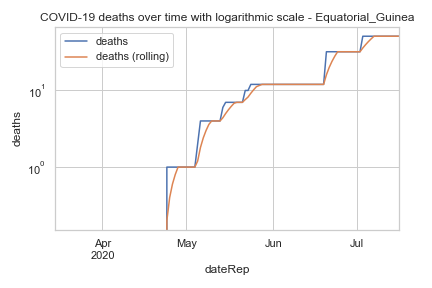 COVID-19 deaths over time with logarithmic scale - Equatorial_Guinea
deaths
deaths (rolling)
10¹
10⁰
deaths
Apr
2020
May
Jun
Jul
dateRep